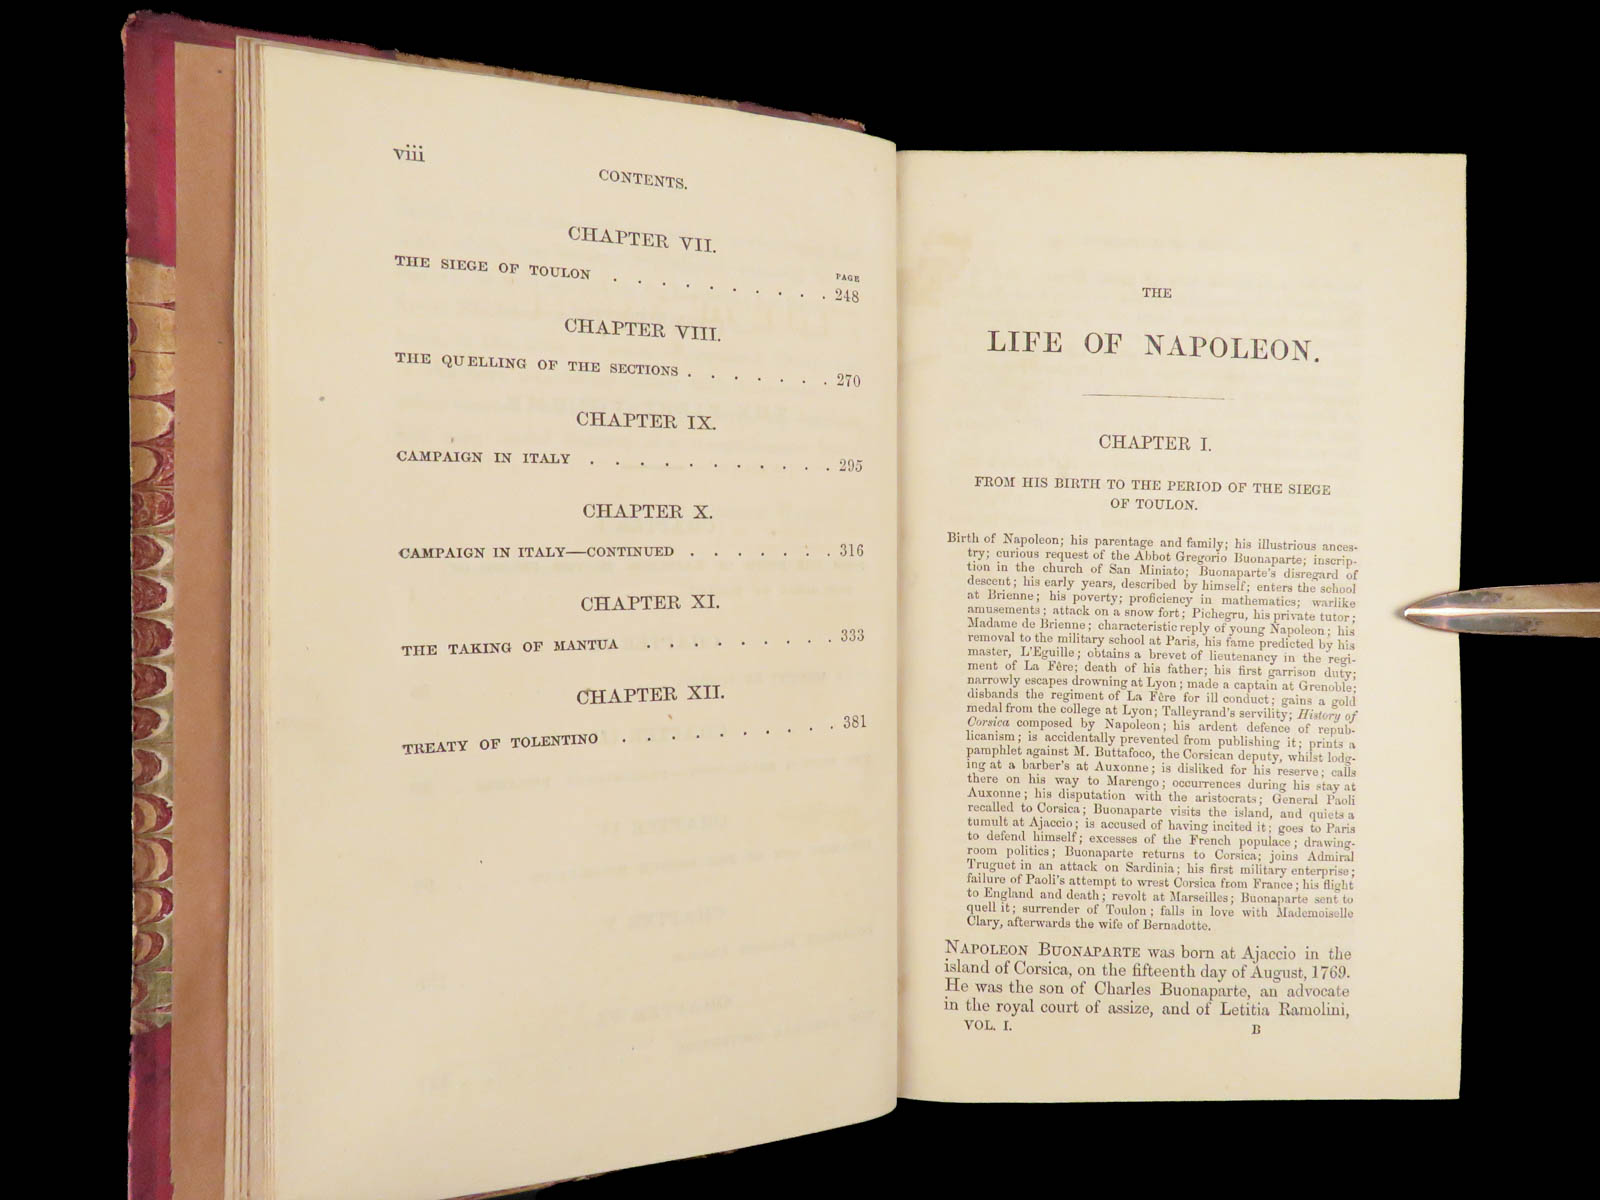 viii
CONTENTS.
CHAPTER VII.
PAGE
THE SIEGE OF TOULON . . . . . . . . . . 248
CHAPTER VIII.
THE QUELLING OF THE SECTIONS . . . . . . . 270
CHAPTER IX.
CAMPAIGN IN ITALY . . . . . . . . . . . 295
CHAPTER X.
CAMPAIGN IN ITALY—CONTINUED . . . . . . . 316
CHAPTER XI.
THE TAKING OF MANTUA . . . . . . . . . 333
CHAPTER XII.
TREATY OF TOLENTINO . . . . . . . . . . 381
THE
LIFE OF NAPOLEON.
CHAPTER I.
FROM HIS BIRTH TO THE PERIOD OF THE SIEGE
OF TOULON.
Birth of Napoleon; his parentage and family; his illustrious ances-
try; curious request of the Abbot Gregorio Buonaparte; inscrip-
tion in the church of San Miniato; Buonaparte's disregard of
descent; his early years, described by himself; enters the school
at Brienne; his poverty; proficiency in mathematics; warlike
amusements; attack on a snow fort; Pichegru, his private tutor;
Madame de Brienne; characteristic reply of young Napoleon; his
removal to the military school at Paris, his fame predicted by his
master, L'Eguille; obtains a brevet of lieutenancy in the regi-
ment of La Fère; death of his father; his first garrison duty;
narrowly escapes drowning at Lyon; made a captain at Grenoble;
disbands the regiment of La Fère for ill conduct; gains a gold
medal from the college at Lyon; Talleyrand's servility; History of
Corsica composed by Napoleon; his ardent defence of repub-
licanism; is accidentally prevented from publishing it; prints a
pamphlet against M. Buttafoco, the Corsican deputy, whilst lodg-
ing at a barber's at Auxonne; is disliked for his reserve; calls
there on his way to Marengo; occurrences during his stay at
Auxonne; his disputation with the aristocrats; General Paoli
recalled to Corsica; Buonaparte visits the island, and quiets a
tumult at Ajaccio; is accused of having incited it; goes to Paris
to defend himself; excesses of the French populace; drawing-
room politics; Buonaparte returns to Corsica; joins Admiral
Truguet in an attack on Sardinia; his first military enterprise;
failure of Paoli's attempt to wrest Corsica from France; his flight
to England and death; revolt at Marseilles; Buonaparte sent to
quell it; surrender of Toulon; falls in love with Mademoiselle
Clary, afterwards the wife of Bernadotte.
NAPOLEON BUONAPARTE was born at Ajaccio in the
island of Corsica, on the fifteenth day of August, 1769.
He was the son of Charles Buonaparte, an advocate
in the royal court of assize, and of Letitia Ramolini,
VOL. I. B